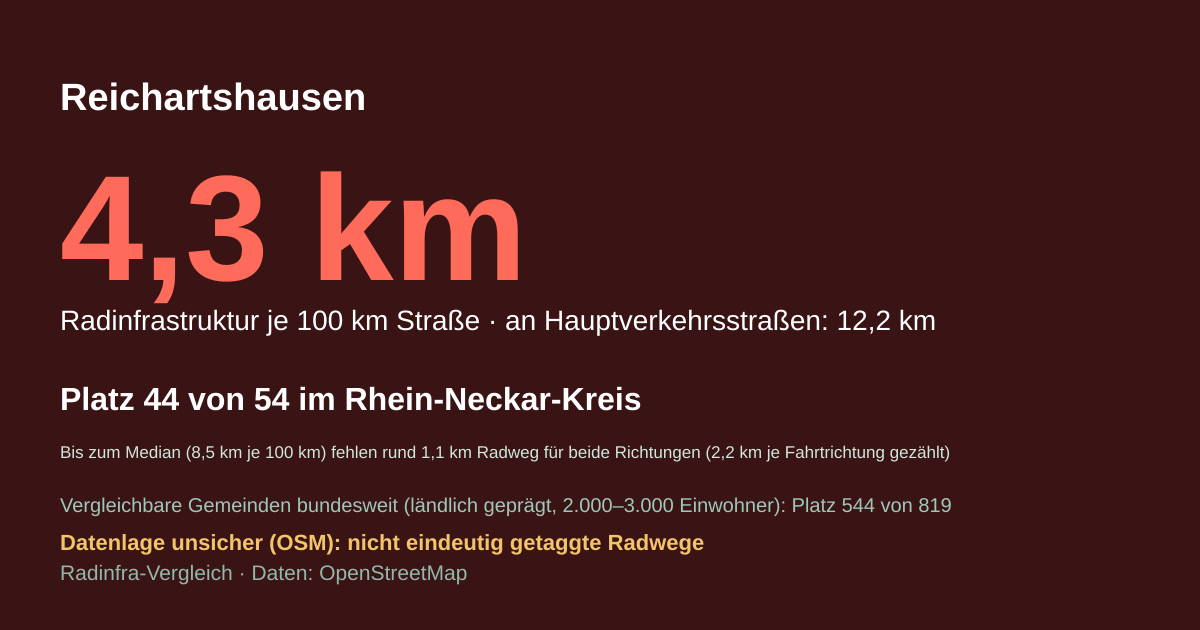 Reichartshausen
4,3 km
Radinfrastruktur je 100 km Straße · an Hauptverkehrsstraßen: 12,2 km
Platz 44 von 54 im Rhein-Neckar-Kreis
Bis zum Median (8,5 km je 100 km) fehlen rund 1,1 km Radweg für beide Richtungen (2,2 km je Fahrtrichtung gezählt)
Vergleichbare Gemeinden bundesweit (ländlich geprägt, 2.000–3.000 Einwohner): Platz 544 von 819
Datenlage unsicher (OSM): nicht eindeutig getaggte Radwege
Radinfra-Vergleich · Daten: OpenStreetMap